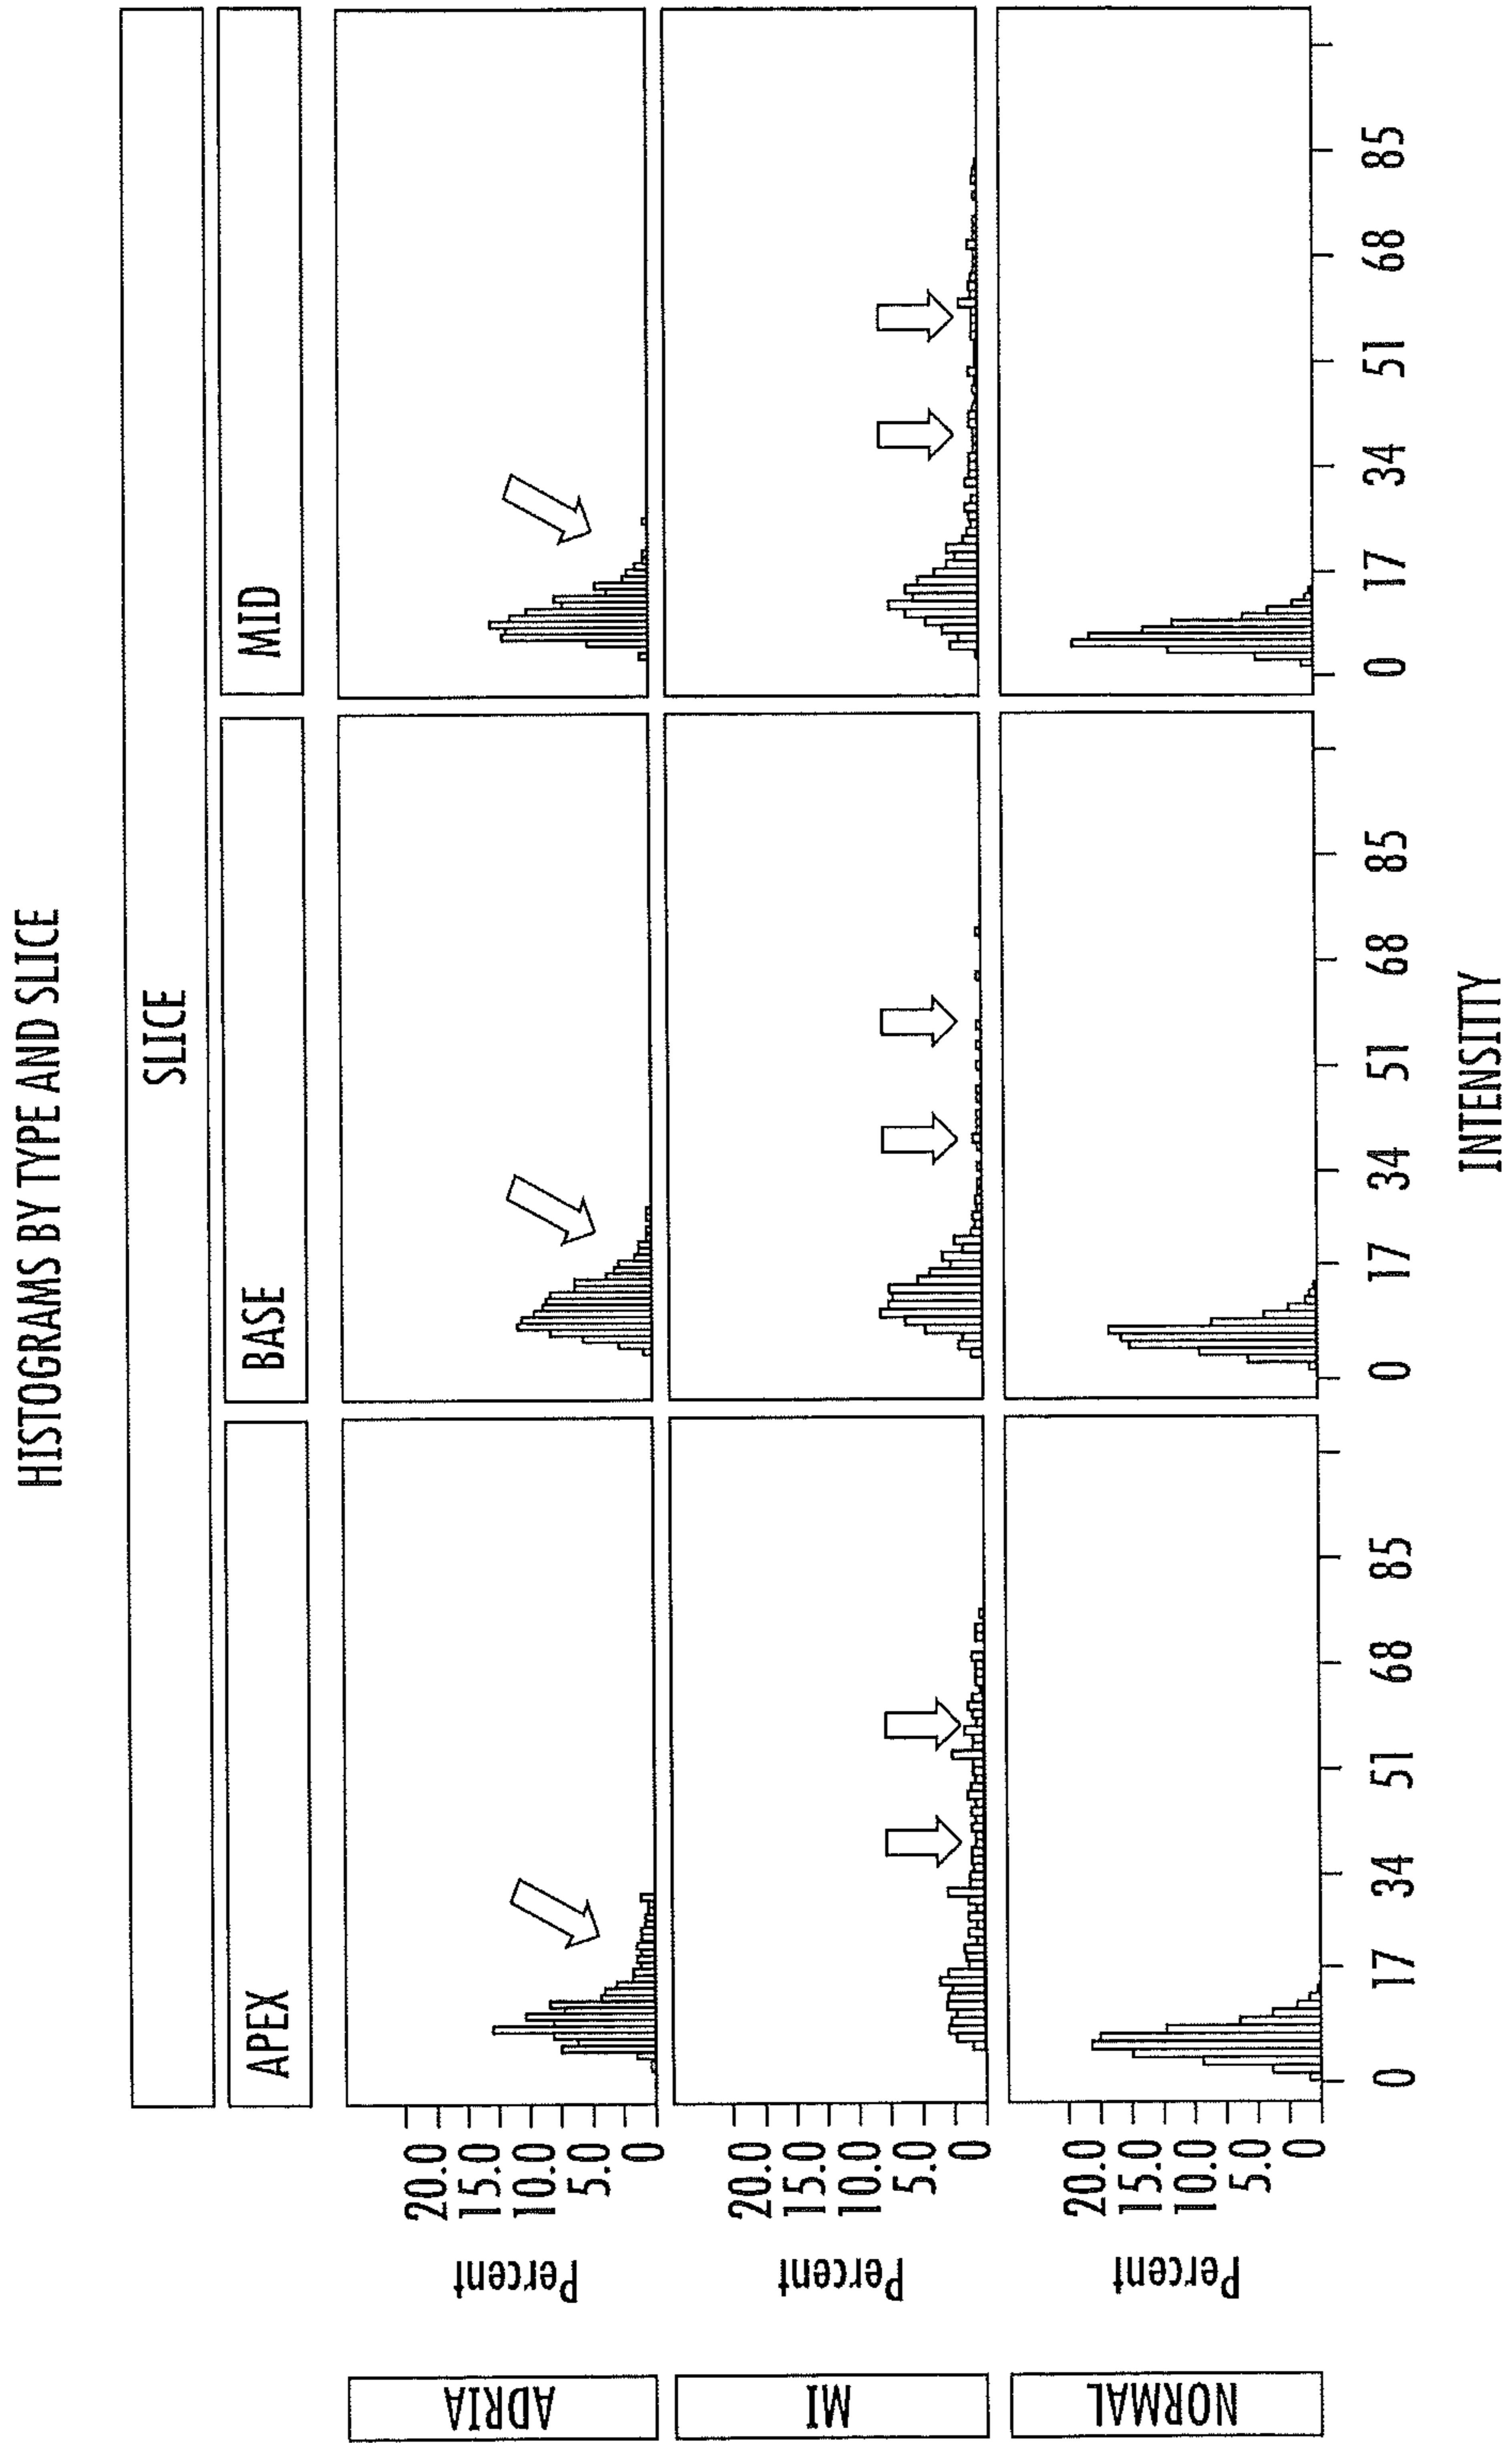 HISTOGRAMS BY TYPE AND SLICE
SLICE
APEX
BASE
MID
ADRIA
Percent
20.0
15.0
10.0
5.0
0
MI
Percent
20.0
15.0
10.0
5.0
0
NORMAL
Percent
20.0
15.0
10.0
5.0
0
0 17 34 51 68 85
0 17 34 51 68 85
0 17 34 51 68 85
INTENSITY